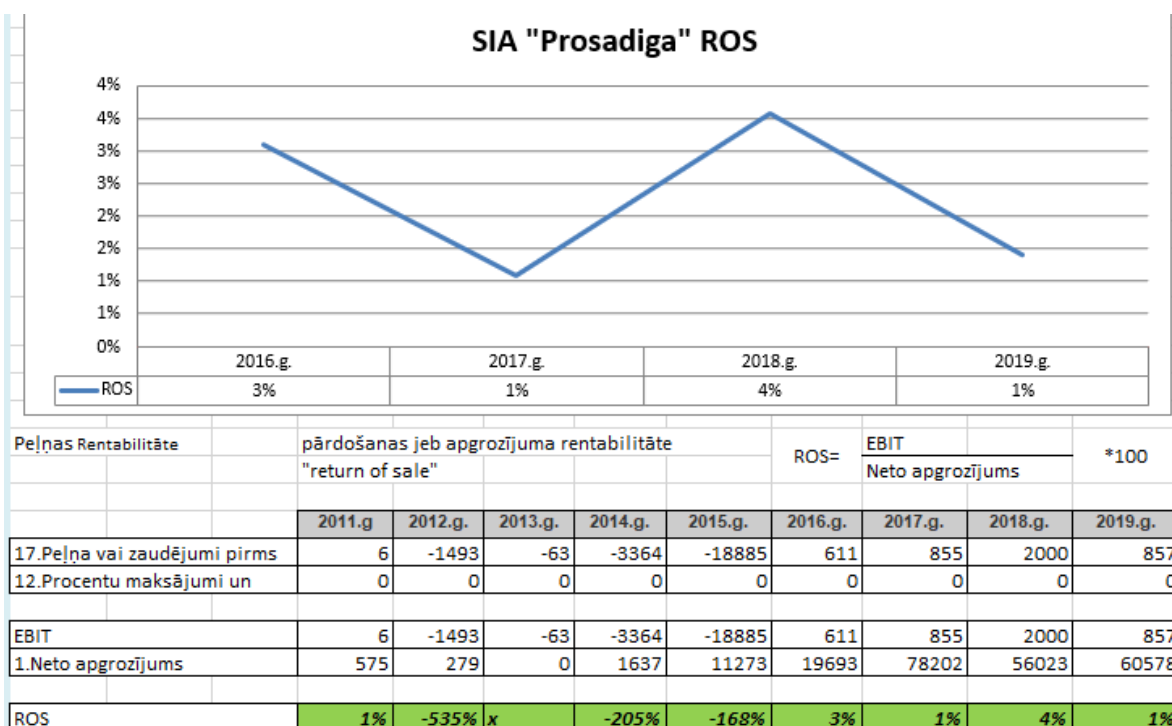 SIA "Prosadiga" ROS
4%
4%
3%
3%
2%
2%
1%
1%
0%
2016.g. 2017.g. 2018.g. 2019.g.
ROS 3% 1% 4% 1%
Peļņas Rentabilitāte pārdošanas jeb apgrozījuma rentabilitāte ROS= EBIT *100
"return of sale" Neto apgrozījums
2011.g 2012.g. 2013.g. 2014.g. 2015.g. 2016.g. 2017.g. 2018.g. 2019.g.
17.Peļņa vai zaudējumi pirms 6 -1493 -63 -3364 -18885 611 855 2000 857
12.Procentu maksājumi un 0 0 0 0 0 0 0 0 0
EBIT 6 -1493 -63 -3364 -18885 611 855 2000 857
1.Neto apgrozījums 575 279 0 1637 11273 19693 78202 56023 60578
ROS 1% -535% x -205% -168% 3% 1% 4% 1%